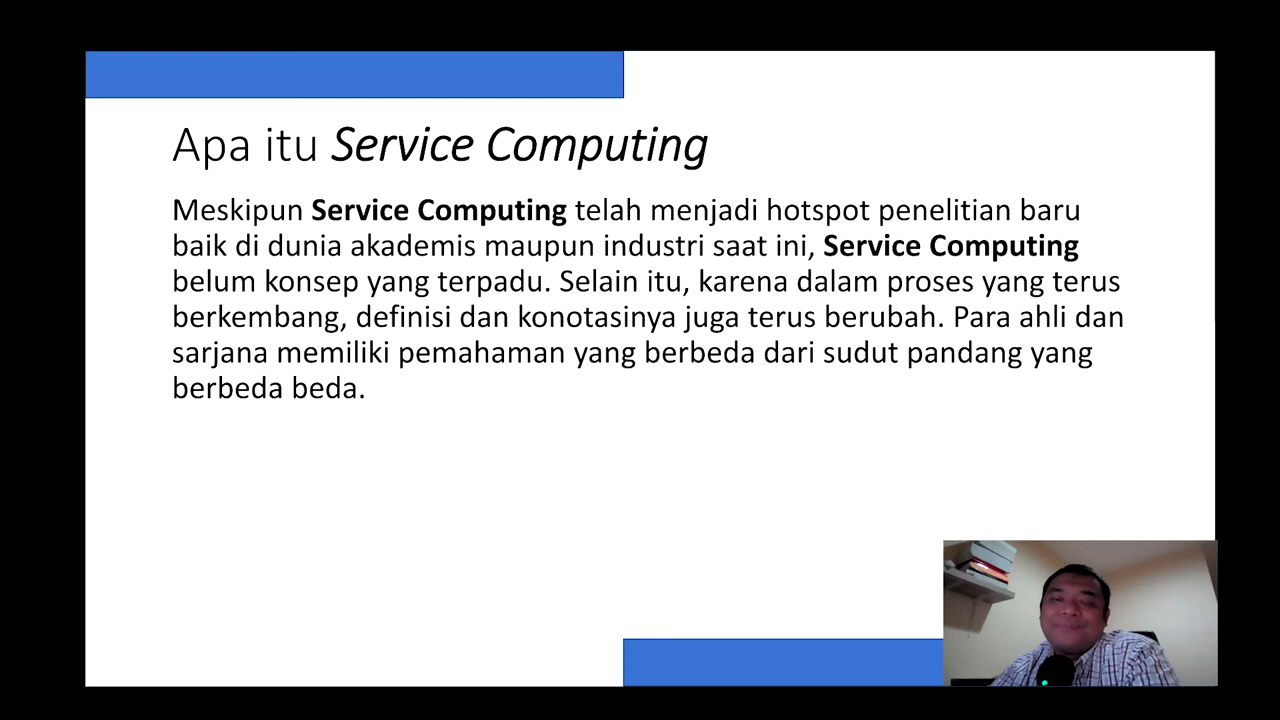 Apa itu Service Computing
Meskipun Service Computing telah menjadi hotspot penelitian baru
baik di dunia akademis maupun industri saat ini, Service Computing
belum konsep yang terpadu. Selain itu, karena dalam proses yang terus
berkembang, definisi dan konotasinya juga terus berubah. Para ahli dan
sarjana memiliki pemahaman yang berbeda dari sudut pandang yang
berbeda beda.